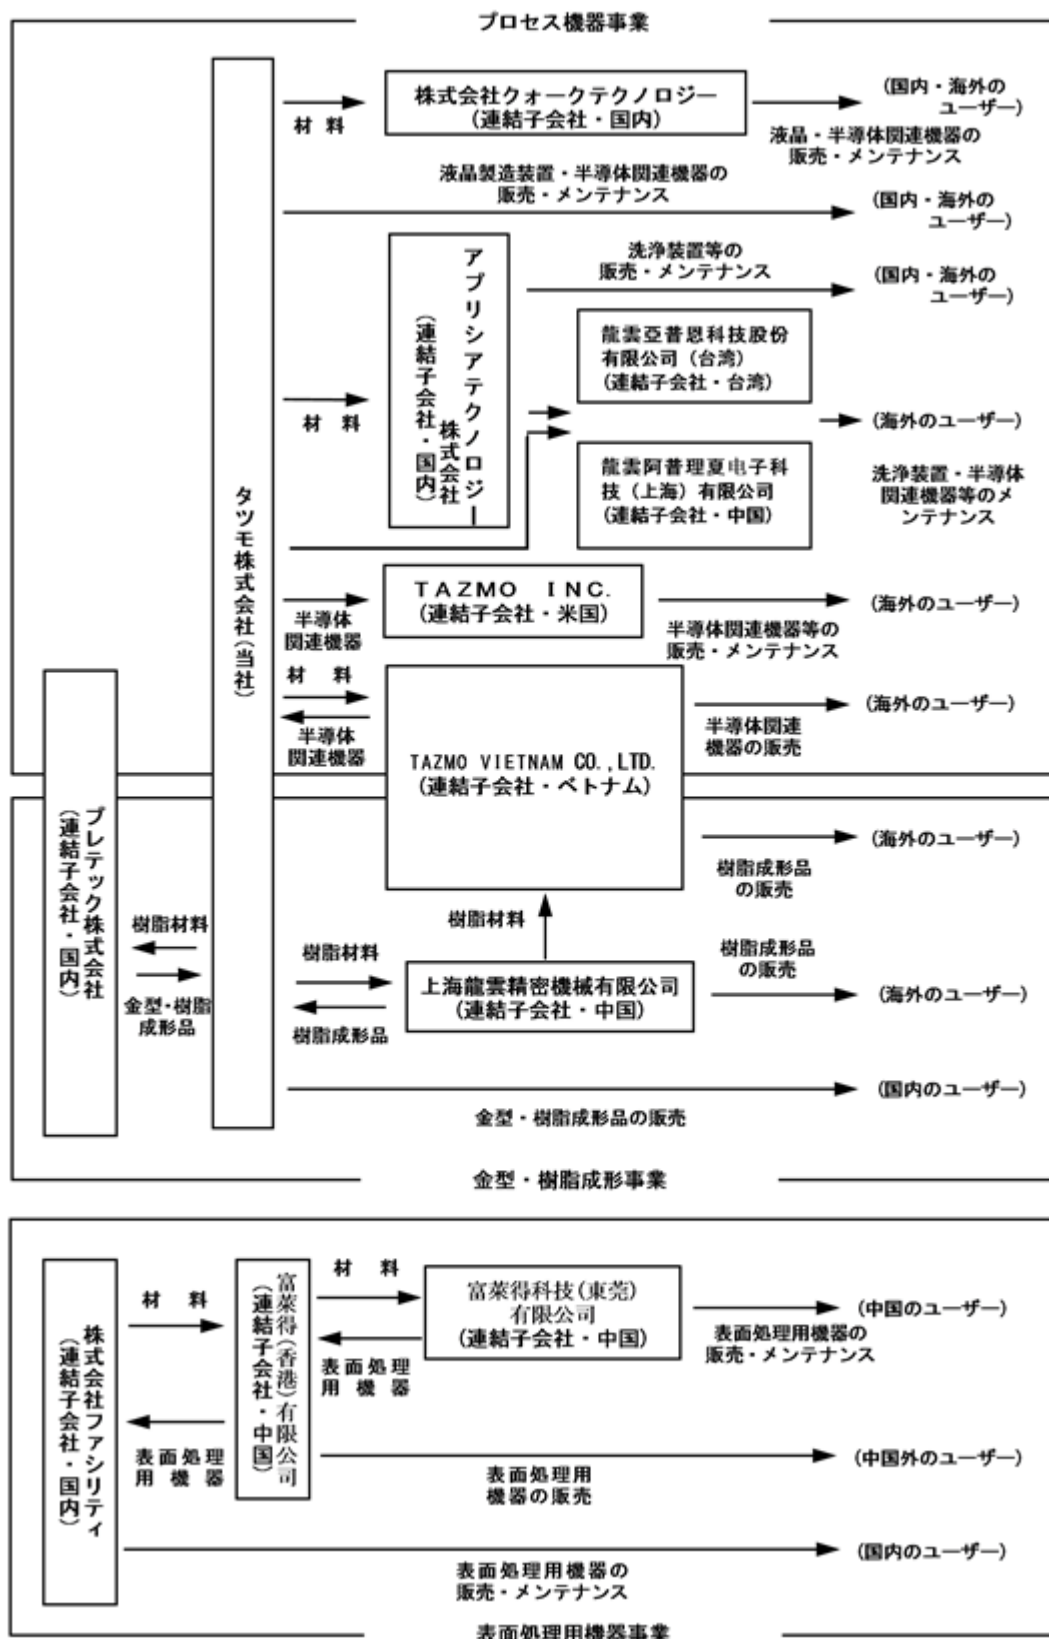 プロセス機器事業
株式会社クォークテクノロジー
(連結子会社・国内)
材 料
(国内・海外の
ユーザー)
液晶・半導体関連機器の
販売・メンテナンス
液晶製造装置・半導体関連機器の
販売・メンテナンス
(国内・海外の
ユーザー)
アプリシアテクノロジー
株式会社
(連結子会社・国内)
洗浄装置等の
販売・メンテナンス
(国内・海外の
ユーザー)
龍雲亞普恩科技股份
有限公司(台湾)
(連結子会社・台湾)
材 料
(海外のユーザー)
龍雲阿普理夏电子科
技(上海)有限公司
(連結子会社・中国)
洗浄装置・半導体
関連機器等のメ
ンテナンス
タツモ株式会社(当社)
TAZMO INC.
(連結子会社・米国)
半導体
関連機器
(海外のユーザー)
半導体関連機器等の
販売・メンテナンス
材 料
半導体
関連機器
TAZMO VIETNAM CO.,LTD.
(連結子会社・ベトナム)
(海外のユーザー)
半導体関連
機器の販売
プレテック株式会社
(連結子会社・国内)
(海外のユーザー)
樹脂成形品
の販売
樹脂材料
樹脂材料
金型・樹脂
成形品
樹脂材料
樹脂成形品
上海龍雲精密機械有限公司
(連結子会社・中国)
樹脂成形品
の販売
(海外のユーザー)
(国内のユーザー)
金型・樹脂成形品の販売
金型・樹脂成形事業
株式会社ファシリティ
(連結子会社・国内)
材 料
表面処理
用機器
富萊得(香港)有限公司
(連結子会社・中国)
材 料
表面処理
用機器
富萊得科技(東莞)
有限公司
(連結子会社・中国)
(中国のユーザー)
表面処理用機器の
販売・メンテナンス
(中国外のユーザー)
表面処理用
機器の販売
(国内のユーザー)
表面処理用機器の
販売・メンテナンス
表面処理用機器事業